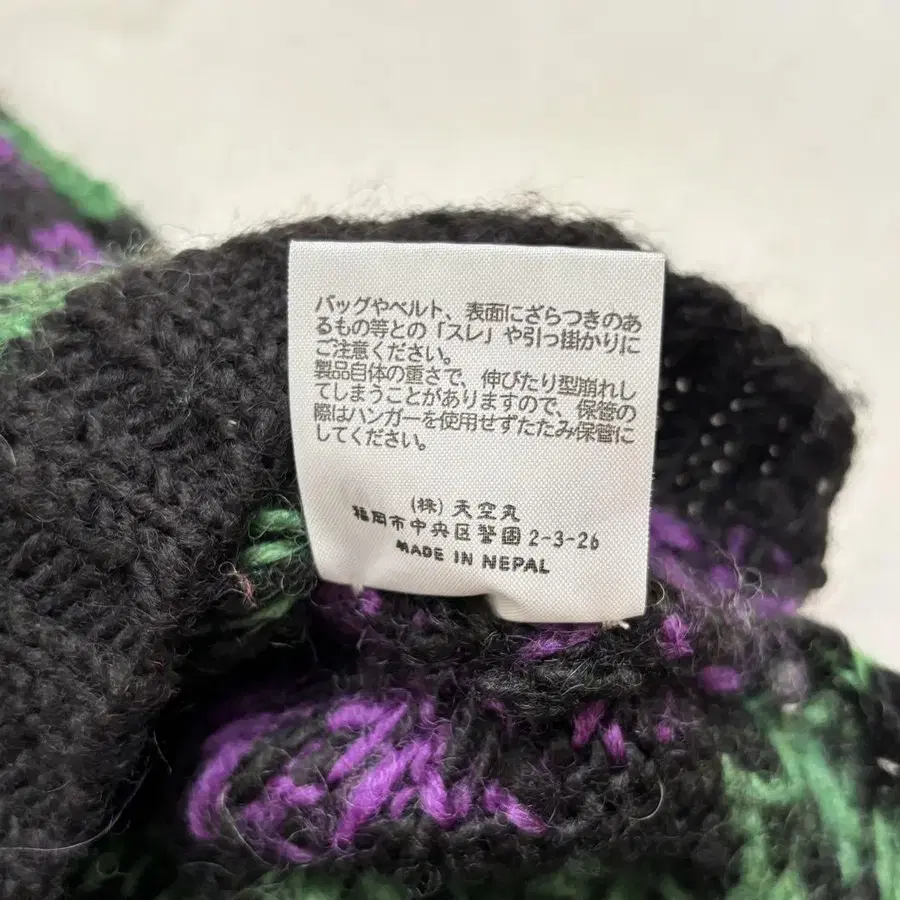 バッグやベルト、表面にざらつきのあ
るもの等との「スレ」や引っ掛かりに
ご注意ください。
製品自体の重さで、伸びたり型崩れし
てしまうことがありますので、保管の
際はハンガーを使用せずたたみ保管に
してください。
(株)天空丸
福岡市中央区警固2-3-26
MADE IN NEPAL